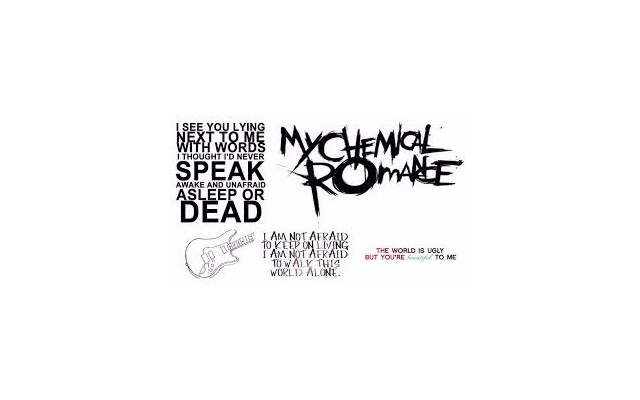 I SEE YOU LYING
NEXT TO ME
WITH WORDS
I THOUGHT I'D NEVER
SPEAK
AWAKE AND UNAFRAID
ASLEEP OR
DEAD
MY CHEMICAL
ROMANCE
I AM NOT AFRAID
TO KEEP ON LIVING
I AM NOT AFRAID
TO WALK THIS
WORLD ALONE.
THE WORLD IS UGLY
BUT YOU'RE beautiful TO ME